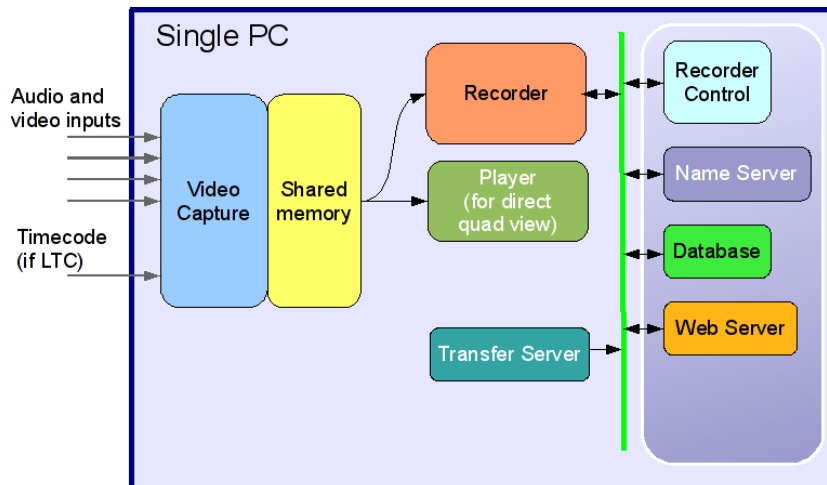 Single PC
Audio and
video inputs
Timecode
(if LTC)
Video
Capture
Shared
memory
Recorder
Player
(for direct
quad view)
Transfer Server
Recorder
Control
Name Server
Database
Web Server